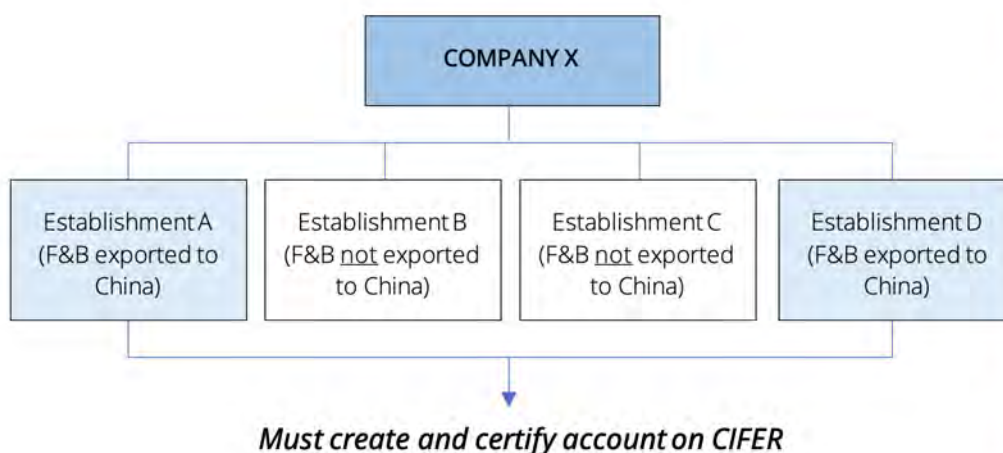 COMPANY X
Establishment A
(F&B exported to
China)
Establishment B
(F&B not exported
to China)
Establishment C
(F&B not exported
to China)
Establishment D
(F&B exported to
China)
Must create and certify account on CIFER